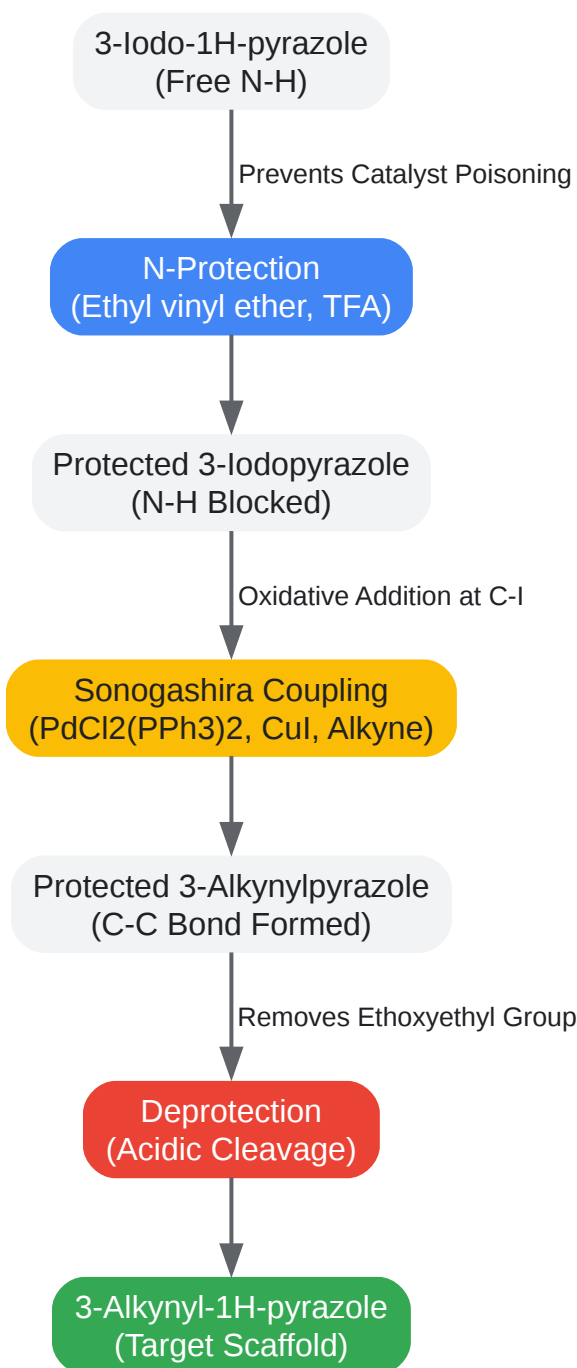 3-Iodo-1H-pyrazole
(Free N-H)
Prevents Catalyst Poisoning
N-Protection
(Ethyl vinyl ether, TFA)
Protected 3-Iodopyrazole
(N-H Blocked)
Oxidative Addition at C-I
Sonogashira Coupling
(PdCl2(PPh3)2, CuI, Alkyne)
Protected 3-Alkynylpyrazole
(C-C Bond Formed)
Removes Ethoxyethyl Group
Deprotection
(Acidic Cleavage)
3-Alkynyl-1H-pyrazole
(Target Scaffold)